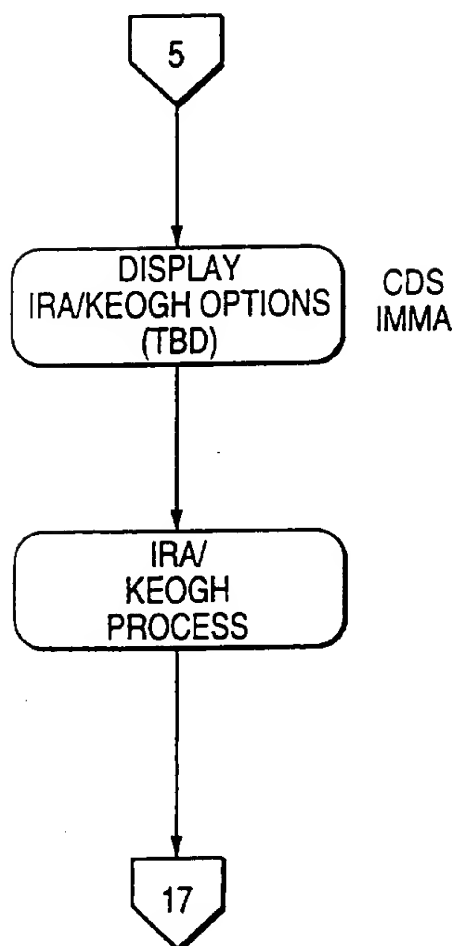 5
DISPLAY
IRA/KEOGH OPTIONS
(TBD)
CDS
IMMA
IRA/
KEOGH
PROCESS
17